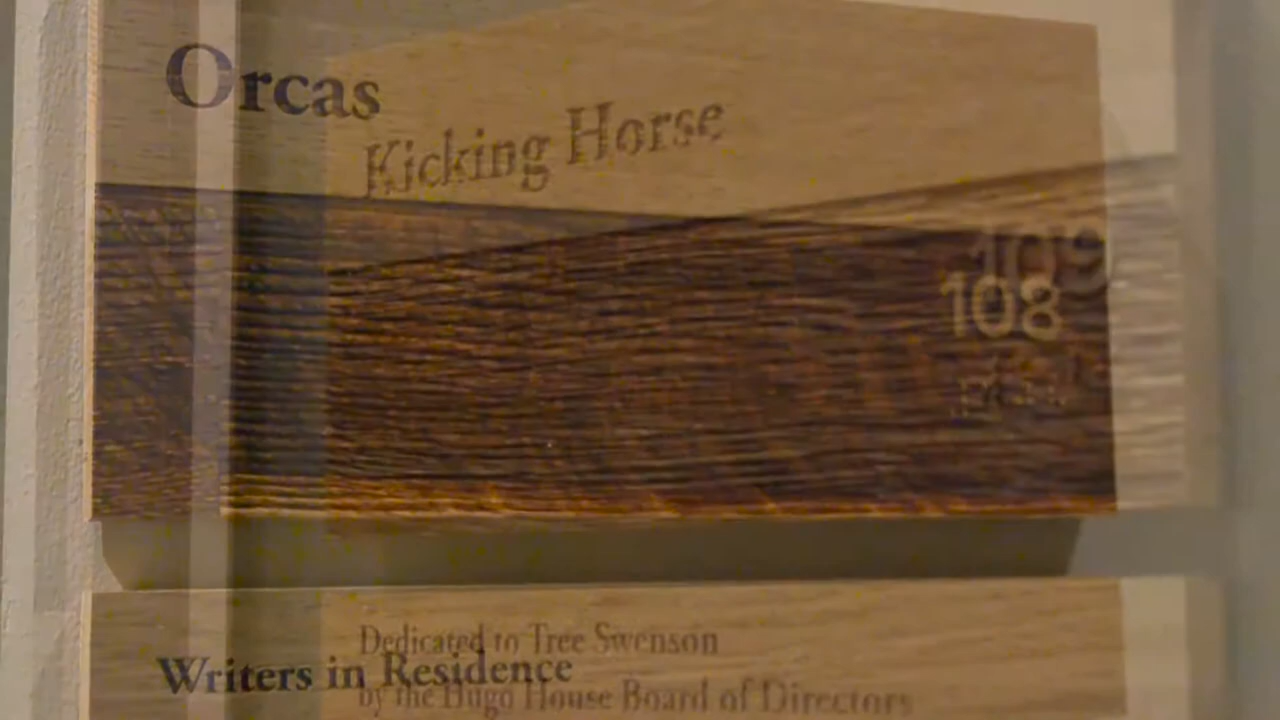 Orcas
Kicking Horse
109
108
Dedicated to Tree Swenson
Writers in Residence
by the Hugo House Board of Directors